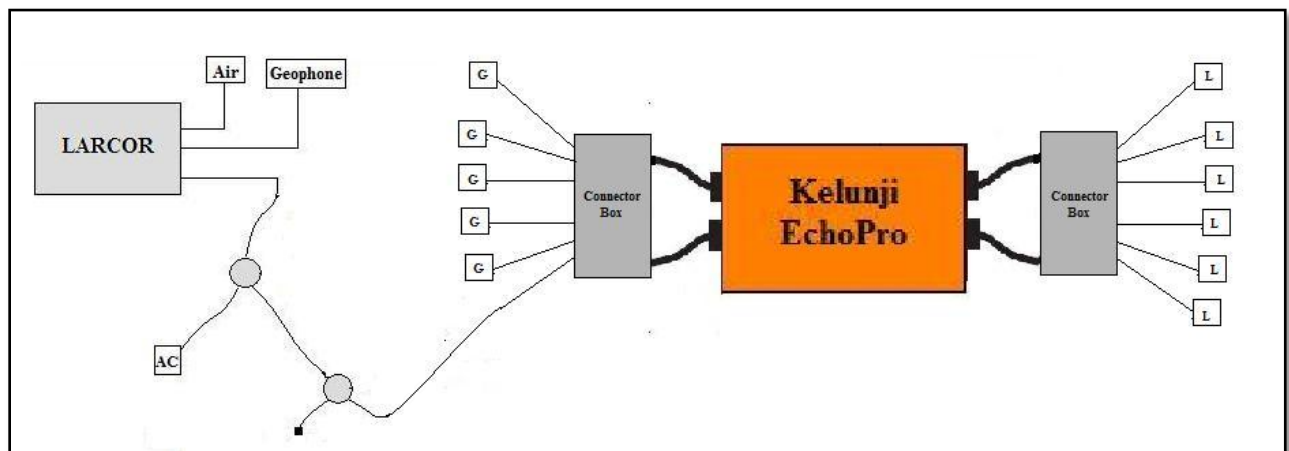 Air
Geophone
LARCOR
AC
G
G
G
G
G
Connector
Box
Kelunji
EchoPro
Connector
Box
L
L
L
L
L
L